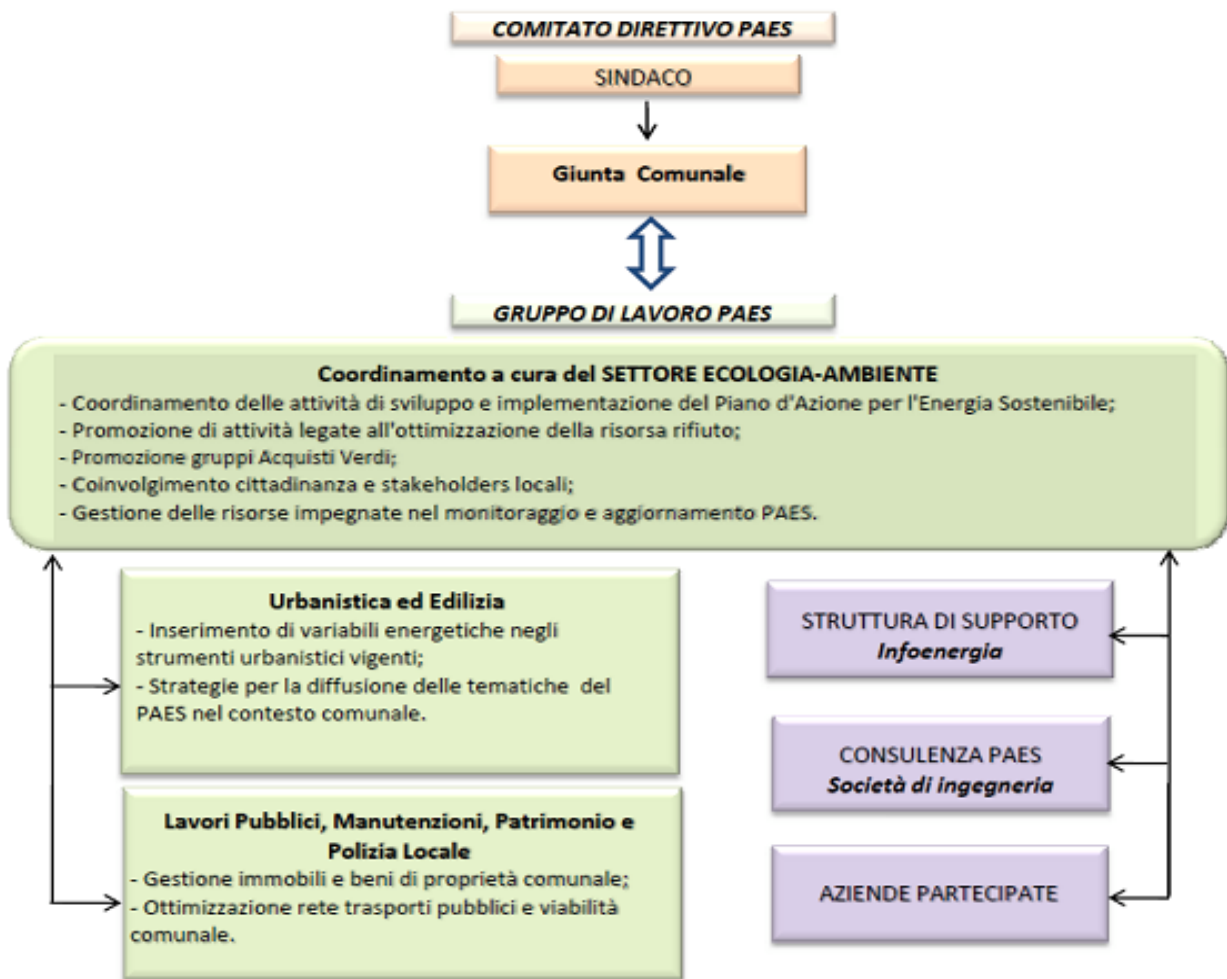 COMITATO DIRETTIVO PAES
SINDACO
Giunta Comunale
GRUPPO DI LAVORO PAES
Coordinamento a cura del SETTORE ECOLOGIA-AMBIENTE
- Coordinamento delle attività di sviluppo e implementazione del Piano d'Azione per l'Energia Sostenibile;
- Promozione di attività legate all'ottimizzazione della risorsa rifiuto;
- Promozione gruppi Acquisti Verdi;
- Coinvolgimento cittadinanza e stakeholders locali;
- Gestione delle risorse impegnate nel monitoraggio e aggiornamento PAES.
Urbanistica ed Edilizia
- Inserimento di variabili energetiche negli
strumenti urbanistici vigenti;
- Strategie per la diffusione delle tematiche del
PAES nel contesto comunale.
Lavori Pubblici, Manutenzioni, Patrimonio e
Polizia Locale
- Gestione immobili e beni di proprietà comunale;
- Ottimizzazione rete trasporti pubblici e viabilità
comunale.
STRUTTURA DI SUPPORTO
Infoenergia
CONSULENZA PAES
Società di ingegneria
AZIENDE PARTECIPATE